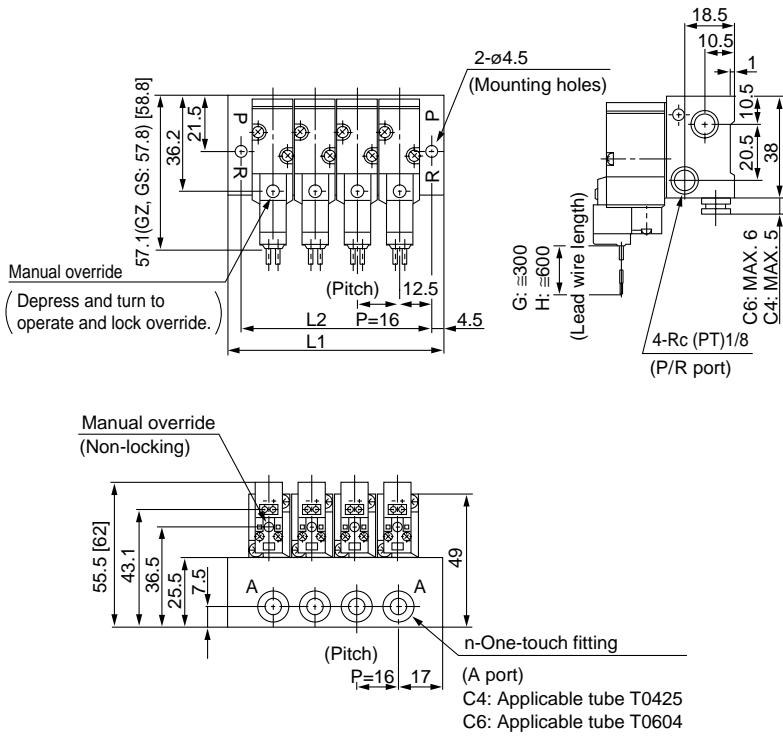 18.5
10.5
1
2-ø4.5
(Mounting holes)
57.1(GZ, GS: 57.8) [58.8]
36.2
21.5
P
R
P
R
10.5
20.5
38
Manual override
(Depress and turn to
operate and lock override.)
(Pitch)
12.5
L2
P=16
4.5
L1
G: ≅300
H: ≅600
(Lead wire length)
C6: MAX. 6
C4: MAX. 5
4-Rc (PT)1/8
(P/R port)
Manual override
(Non-locking)
- +
- +
- +
- +
55.5 [62]
43.1
36.5
25.5
7.5
49
A
A
n-One-touch fitting
(A port)
(Pitch)
P=16
17
C4: Applicable tube T0425
C6: Applicable tube T0604